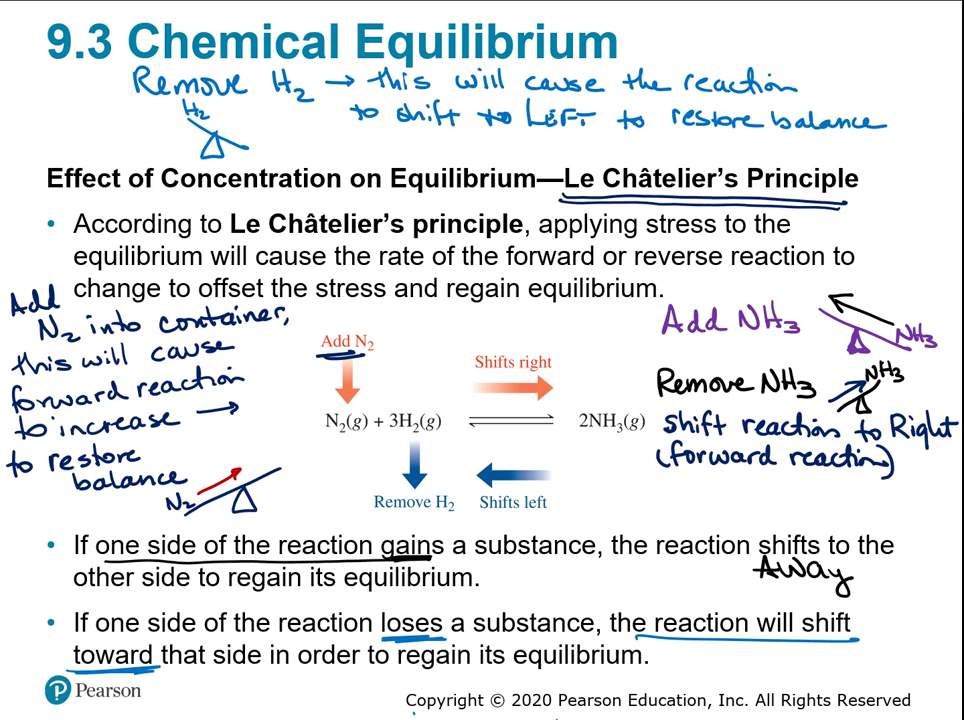 9.3 Chemical Equilibrium
Remove H₂ → this will cause the reaction
to shift to LEFT to restore balance
H₂
Effect of Concentration on Equilibrium—Le Châtelier's Principle
• According to Le Châtelier's principle, applying stress to the
equilibrium will cause the rate of the forward or reverse reaction to
change to offset the stress and regain equilibrium.
Add
N₂ into container,
this will cause
forward reaction
to increase →
to restore
balance
N₂
Add N₂
Shifts right
N₂(g) + 3H₂(g) ⇌ 2NH₃(g)
Remove H₂
Shifts left
Add NH₃
NH₃
Remove NH₃
NH₃
shift reaction to Right
(forward reaction)
• If one side of the reaction gains a substance, the reaction shifts to the
AWAY
other side to regain its equilibrium.
• If one side of the reaction loses a substance, the reaction will shift
toward that side in order to regain its equilibrium.
P Pearson
Copyright © 2020 Pearson Education, Inc. All Rights Reserved